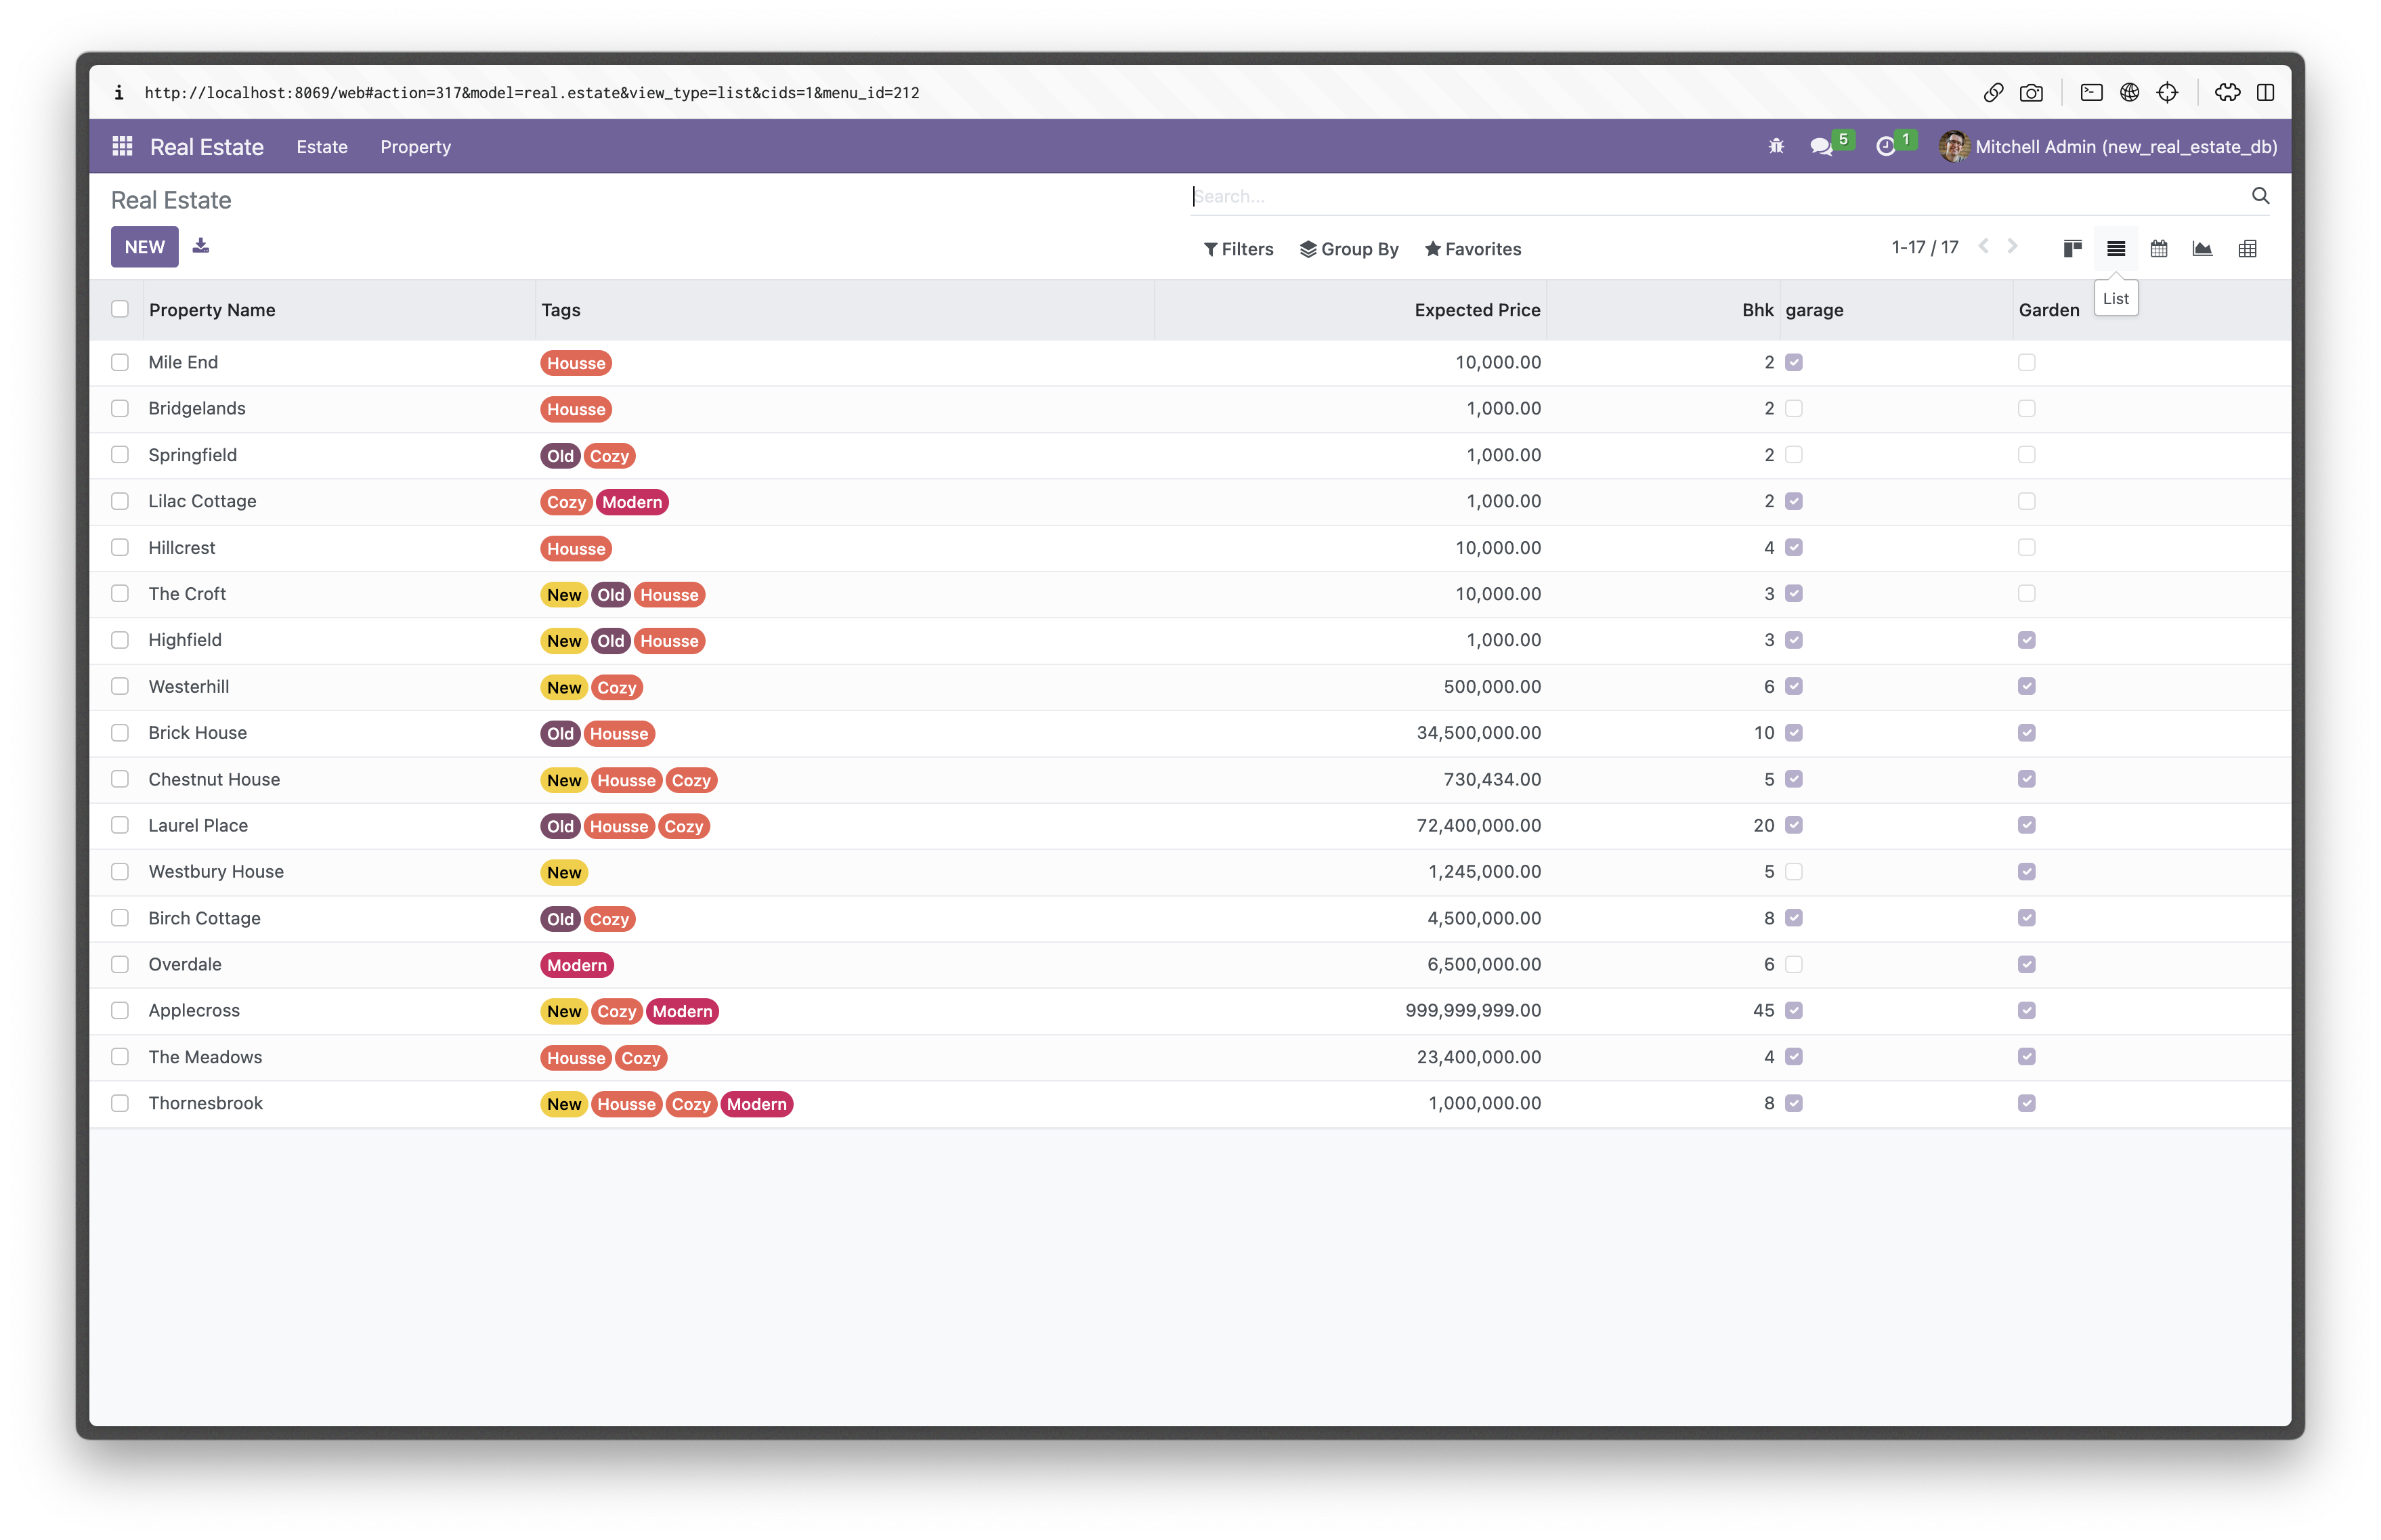 http://localhost:8069/web#action=317&model=real.estate&view_type=list&cids=1&menu_id=212
Real Estate Estate Property 5 1 Mitchell Admin (new_real_estate_db)
Real Estate Search...
NEW Filters Group By Favorites 1-17 / 17
List
Property Name Tags Expected Price Bhk garage Garden
Mile End Housse 10,000.00 2
Bridgelands Housse 1,000.00 2
Springfield Old Cozy 1,000.00 2
Lilac Cottage Cozy Modern 1,000.00 2
Hillcrest Housse 10,000.00 4
The Croft New Old Housse 10,000.00 3
Highfield New Old Housse 1,000.00 3
Westerhill New Cozy 500,000.00 6
Brick House Old Housse 34,500,000.00 10
Chestnut House New Housse Cozy 730,434.00 5
Laurel Place Old Housse Cozy 72,400,000.00 20
Westbury House New 1,245,000.00 5
Birch Cottage Old Cozy 4,500,000.00 8
Overdale Modern 6,500,000.00 6
Applecross New Cozy Modern 999,999,999.00 45
The Meadows Housse Cozy 23,400,000.00 4
Thornesbrook New Housse Cozy Modern 1,000,000.00 8